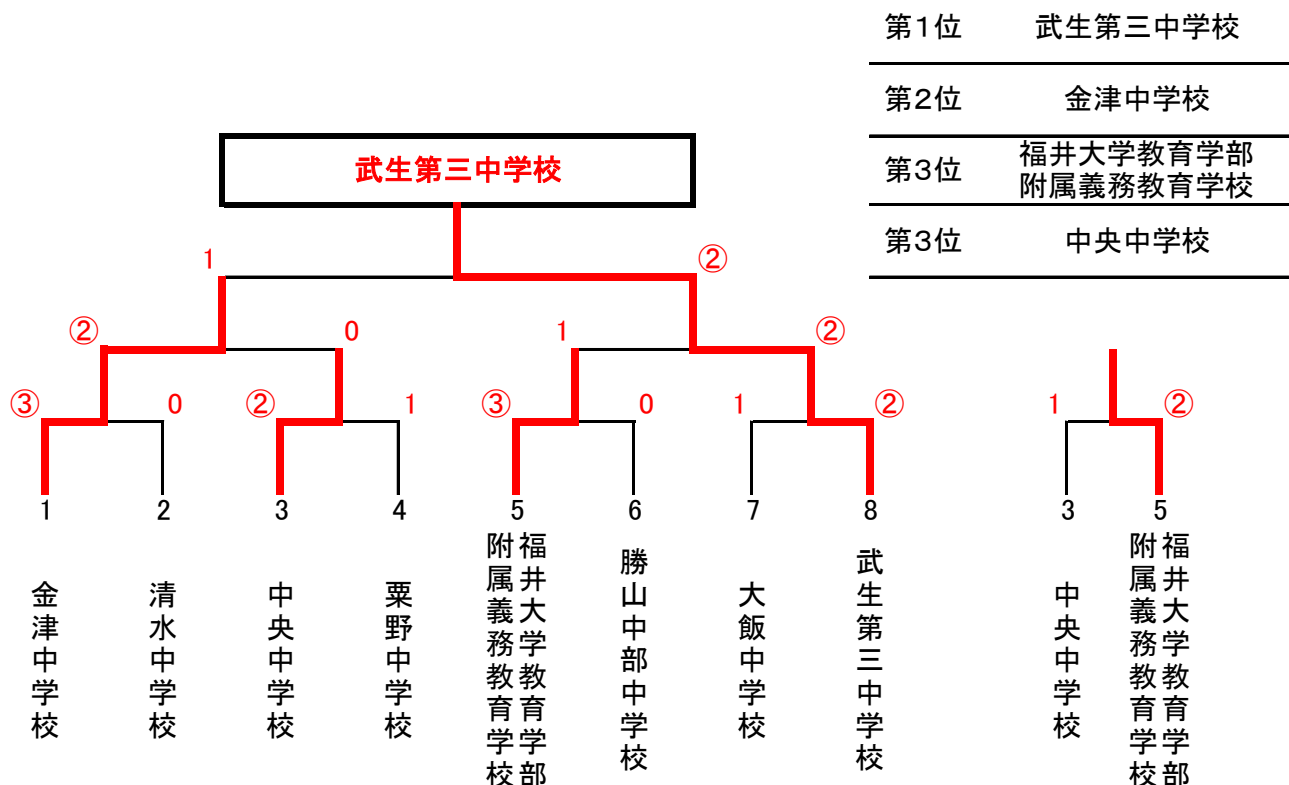 第1位 武生第三中学校
第2位 金津中学校
第3位 福井大学教育学部
附属義務教育学校
第3位 中央中学校
武生第三中学校
1 ②
② 0 1 ② 
③ 0 ② 1 ③ 0 1 ② 1 ②
1 2 3 4 5 6 7 8 3 5
金津中学校
清水中学校
中央中学校
粟野中学校
福井大学教育学部
附属義務教育学校
勝山中部中学校
大飯中学校
武生第三中学校
中央中学校
福井大学教育学部
附属義務教育学校